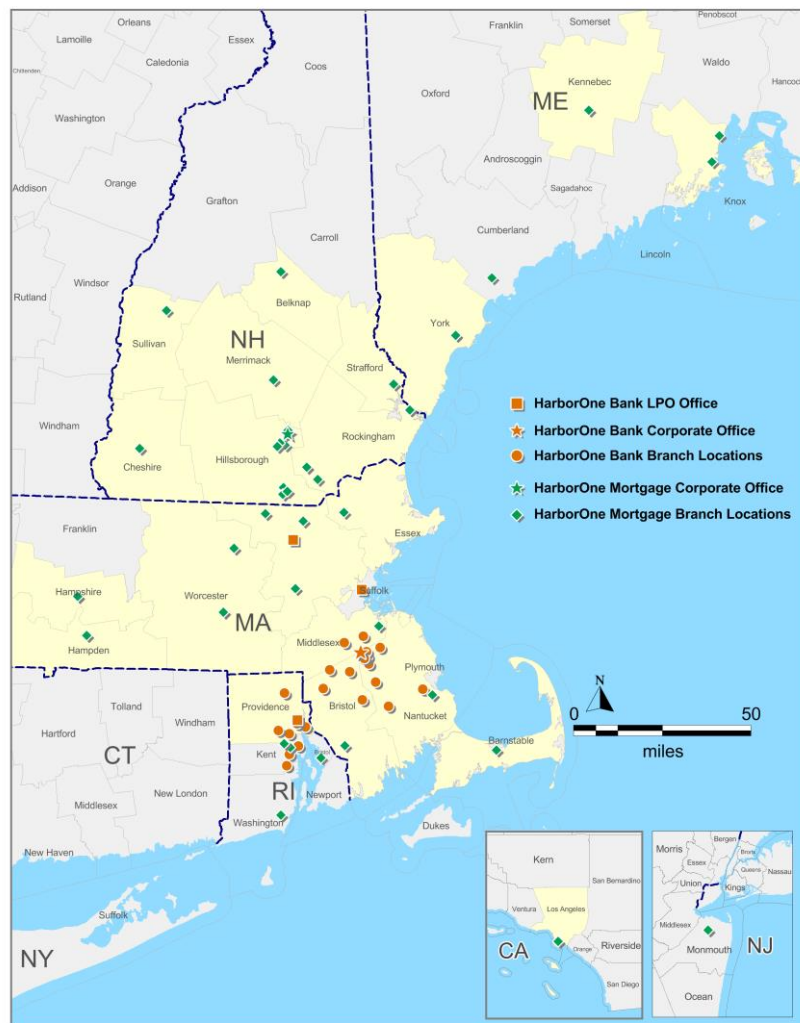 Orleans
Franklin
Somerset
Penobscot
Lamoille
Essex
Chittenden
Caledonia
Coos
Waldo
Kennebec
Hancock
Oxford
ME
Washington
Androscoggin
Orange
Addison
Sagadahoc
Grafton
Knox
Cumberland
Carroll
Lincoln
Windsor
Rutland
Belknap
York
Sullivan
NH
Merrimack
Strafford
HarborOne Bank LPO Office
HarborOne Bank Corporate Office
Windham
Rockingham
HarborOne Bank Branch Locations
Cheshire
Hillsborough
HarborOne Mortgage Corporate Office
HarborOne Mortgage Branch Locations
Franklin
Essex
Hampshire
Worcester
Suffolk
MA
Hampden
Middlesex
Plymouth
Tolland
Windham
Providence
Bristol
Nantucket
N
Hartford
0 50
miles
CT
Kent
Barnstable
Bristol
New London
RI
Newport
Middlesex
Washington
Dukes
New Haven
Suffolk
NY
Kern
San Bernardino
Ventura
Los Angeles
Orange
Riverside
CA
San Diego
Bergen
Morris
Essex
Bronx
Queens
Nassau
Union
Kings
Middlesex
Monmouth
NJ
Ocean